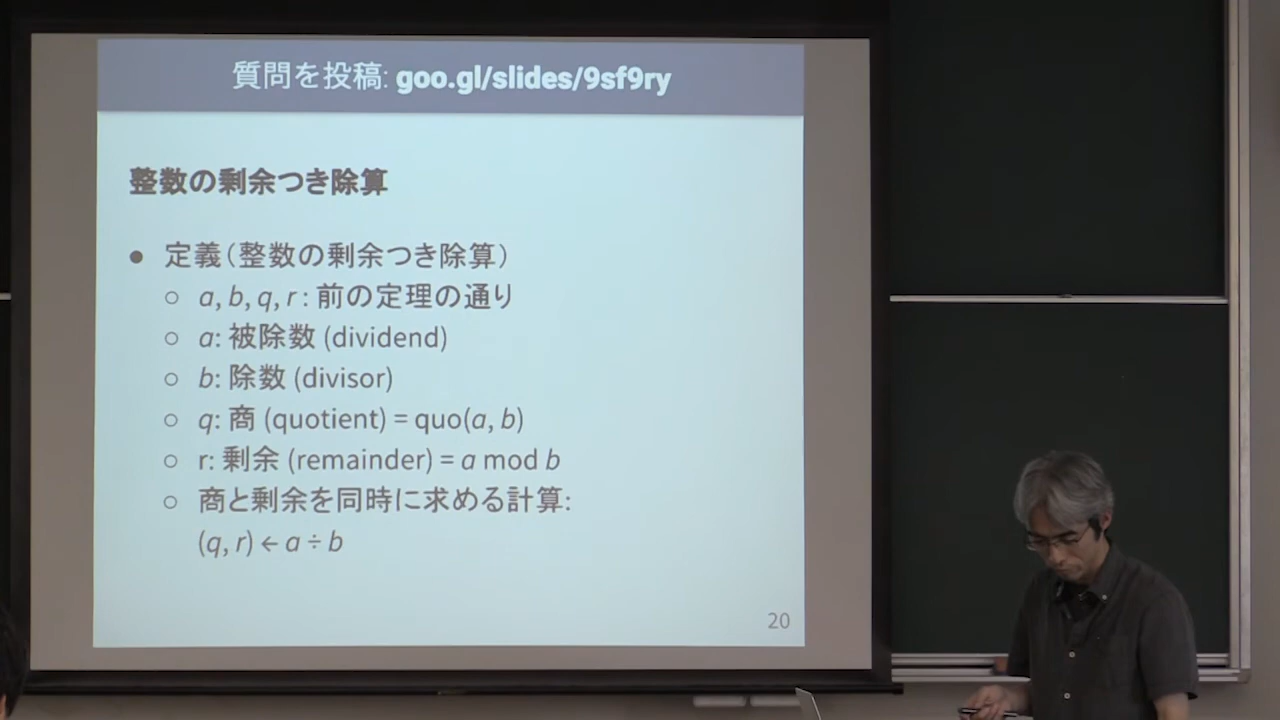 質問を投稿: goo.gl/slides/9sf9ry
整数の剰余つき除算
● 定義（整数の剰余つき除算）
○ a, b, q, r : 前の定理の通り
○ a: 被除数 (dividend)
○ b: 除数 (divisor)
○ q: 商 (quotient) = quo(a, b)
○ r: 剰余 (remainder) = a mod b
○ 商と剰余を同時に求める計算:
(q, r) ← a ÷ b
20